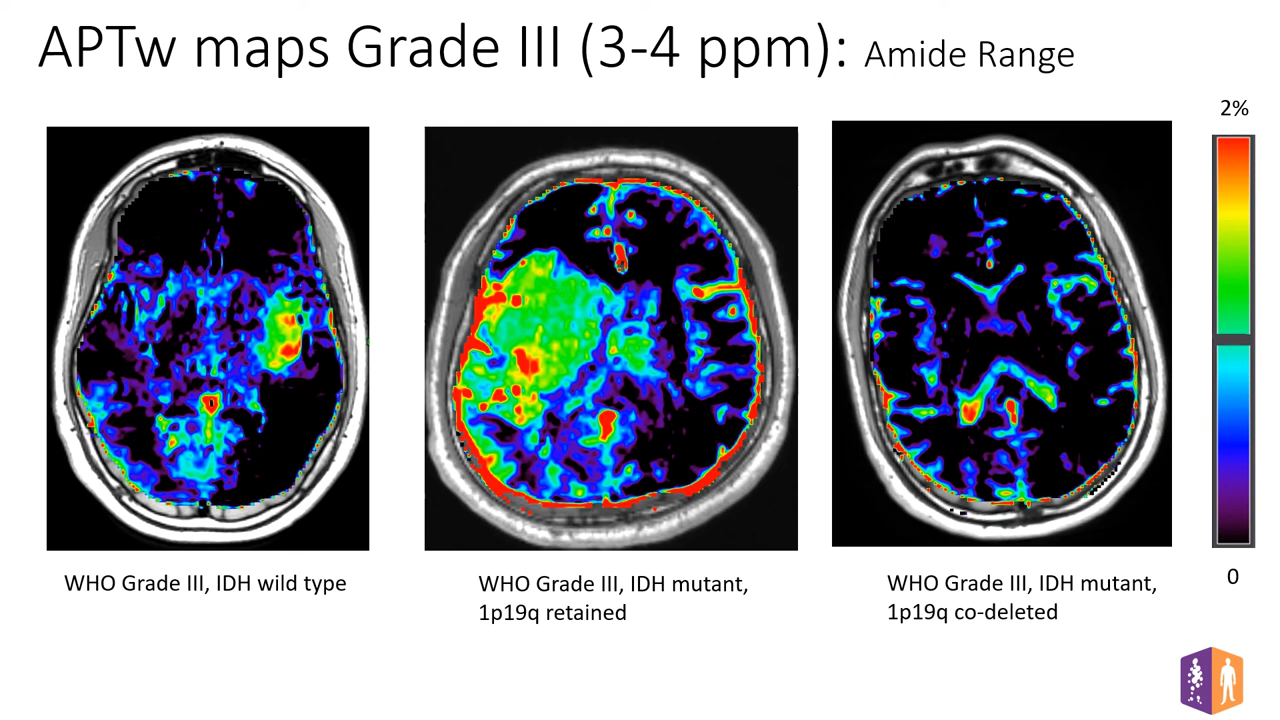 APTw maps Grade III (3-4 ppm): Amide Range
2%
WHO Grade III, IDH wild type
WHO Grade III, IDH mutant,
1p19q retained
WHO Grade III, IDH mutant,
1p19q co-deleted
0